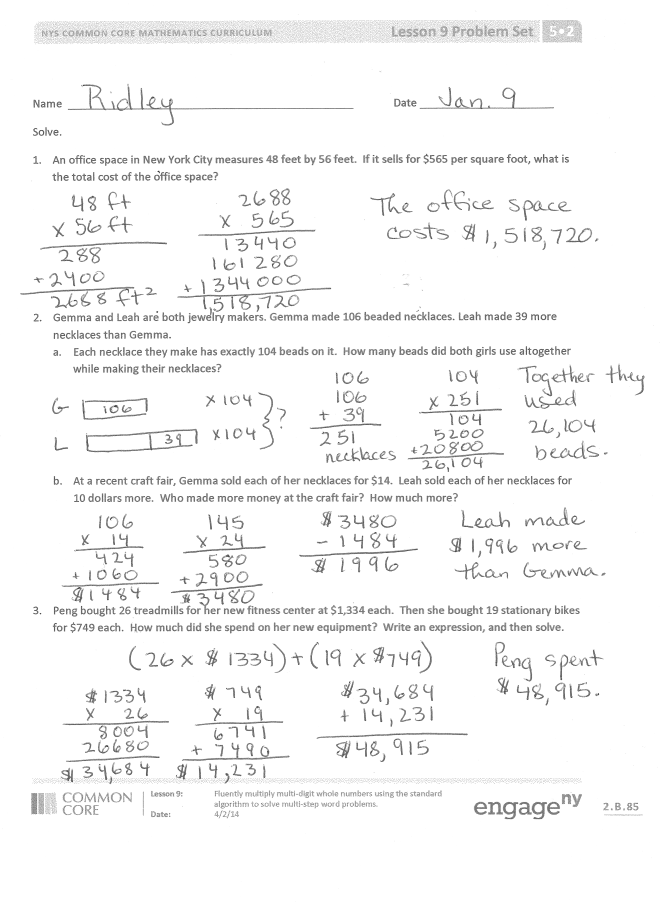 NYS COMMON CORE MATHEMATICS CURRICULUM Lesson 9 Problem Set 5•2
Name Ridley Date Jan. 9
Solve.
1. An office space in New York City measures 48 feet by 56 feet. If it sells for $565 per square foot, what is
the total cost of the office space?
48 ft
x 56 ft
288
+ 2400
2688 ft²
2688
x 565
13440
161280
+ 1344000
1,518,720
The office space
costs $1,518,720.
2. Gemma and Leah are both jewelry makers. Gemma made 106 beaded necklaces. Leah made 39 more
necklaces than Gemma.
a. Each necklace they make has exactly 104 beads on it. How many beads did both girls use altogether
while making their necklaces?
G 106 x 104
L 39 x 104
?
106
106
+ 39
251
necklaces
104
x 251
104
5200
+20800
26,104
Together they
used
26,104
beads.
b. At a recent craft fair, Gemma sold each of her necklaces for $14. Leah sold each of her necklaces for
10 dollars more. Who made more money at the craft fair? How much more?
106
x 14
424
+ 1060
$1484
145
x 24
580
+ 2900
$3480
$3480
- 1484
$1996
Leah made
$1,996 more
than Gemma.
3. Peng bought 26 treadmills for her new fitness center at $1,334 each. Then she bought 19 stationary bikes
for $749 each. How much did she spend on her new equipment? Write an expression, and then solve.
(26 x $1334) + (19 x $749)
$1334
x 26
8004
26680
$34,684
$749
x 19
6741
+ 7490
$14,231
$34,684
+ 14,231
$48,915
Peng spent
$48,915.
COMMON
CORE
Lesson 9: Fluently multiply multi-digit whole numbers using the standard
algorithm to solve multi-step word problems.
Date: 4/2/14
engage ny
2.B.85